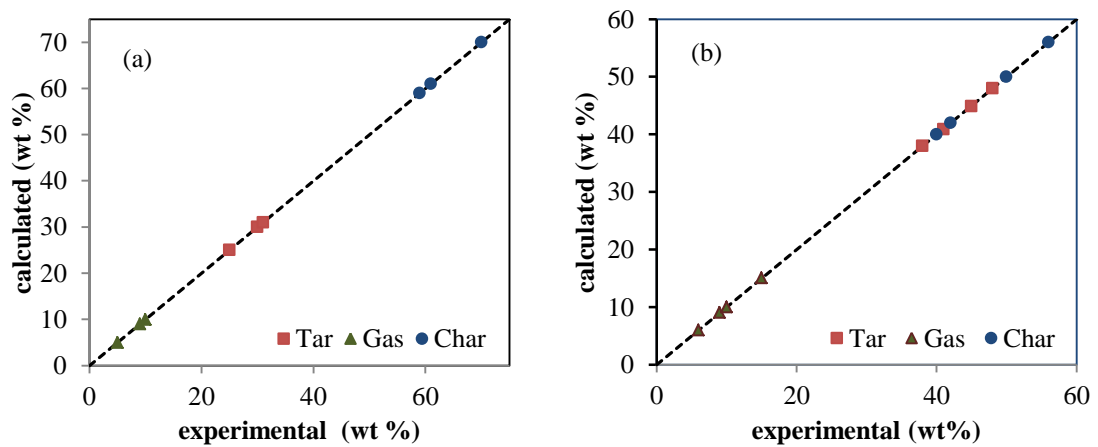 (a)
calculated (wt %)
70
60
50
40
30
20
10
0
Tar Gas Char
0 20 40 60
experimental (wt %)
(b)
calculated (wt %)
60
50
40
30
20
10
0
Tar Gas Char
0 20 40 60
experimental (wt%)